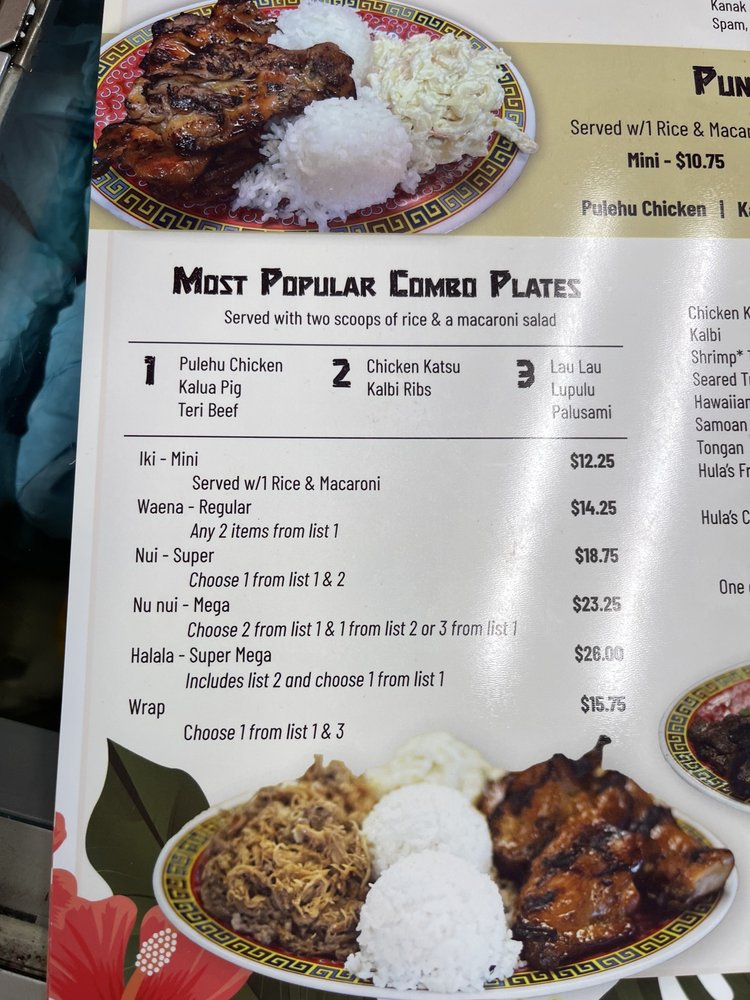 Kanak
Spam,
Served w/1 Rice & Macar
Mini - $10.75
Pulehu Chicken |
MOST POPULAR COMBO PLATES
Served with two scoops of rice & a macaroni salad
1 Pulehu Chicken
Kalua Pig
Teri Beef
2 Chicken Katsu
Kalbi Ribs
3 Lau Lau
Lupulu
Palusami
Iki - Mini $12.25
Served w/1 Rice & Macaroni
Waena - Regular $14.25
Any 2 items from list 1
Nui - Super $18.75
Choose 1 from list 1 & 2
Nu nui - Mega $23.25
Choose 2 from list 1 & 1 from list 2 or 3 from list 1
Halala - Super Mega $26.00
Includes list 2 and choose 1 from list 1
Wrap $15.75
Choose 1 from list 1 & 3
Chicken K
Kalbi
Shrimp*
Seared T
Hawaiian
Samoan
Tongan
Hula's Fr
Hula's C
One